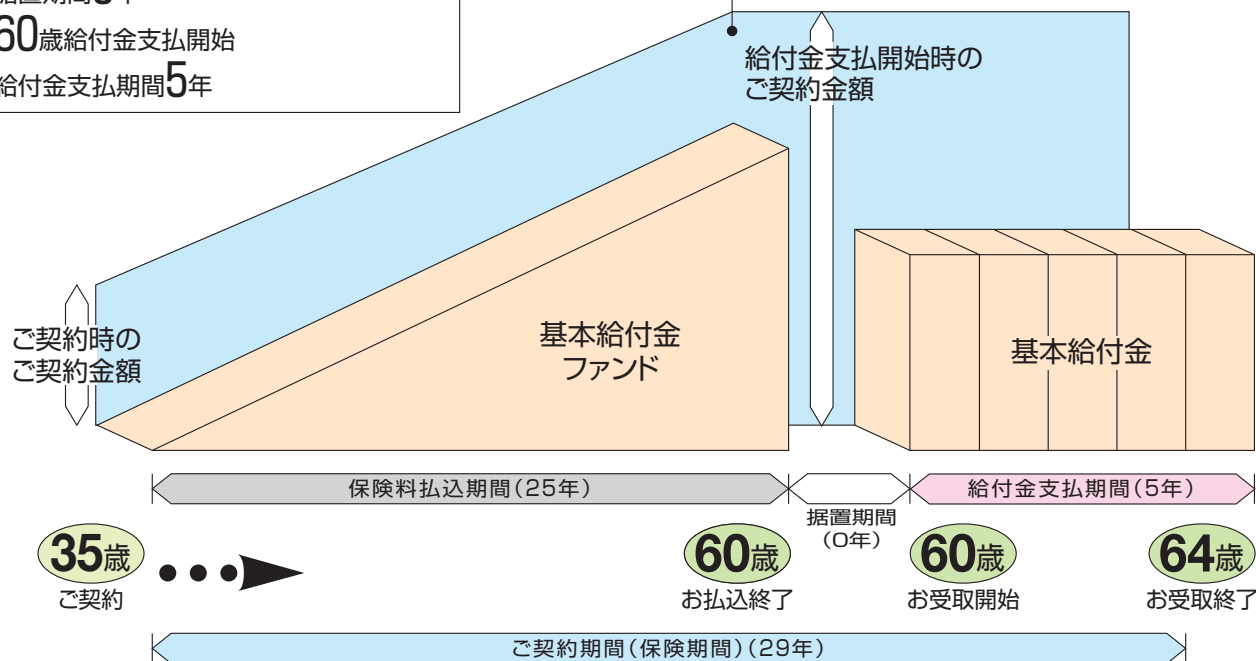 60歳給付金支払開始
給付金支払期間5年
給付金支払開始時の
ご契約金額
ご契約時の
ご契約金額
基本給付金
ファンド
基本給付金
保険料払込期間(25年)
据置期間
(0年)
給付金支払期間(5年)
35歳
ご契約
60歳
お払込終了
60歳
お受取開始
64歳
お受取終了
ご契約期間(保険期間)(29年)